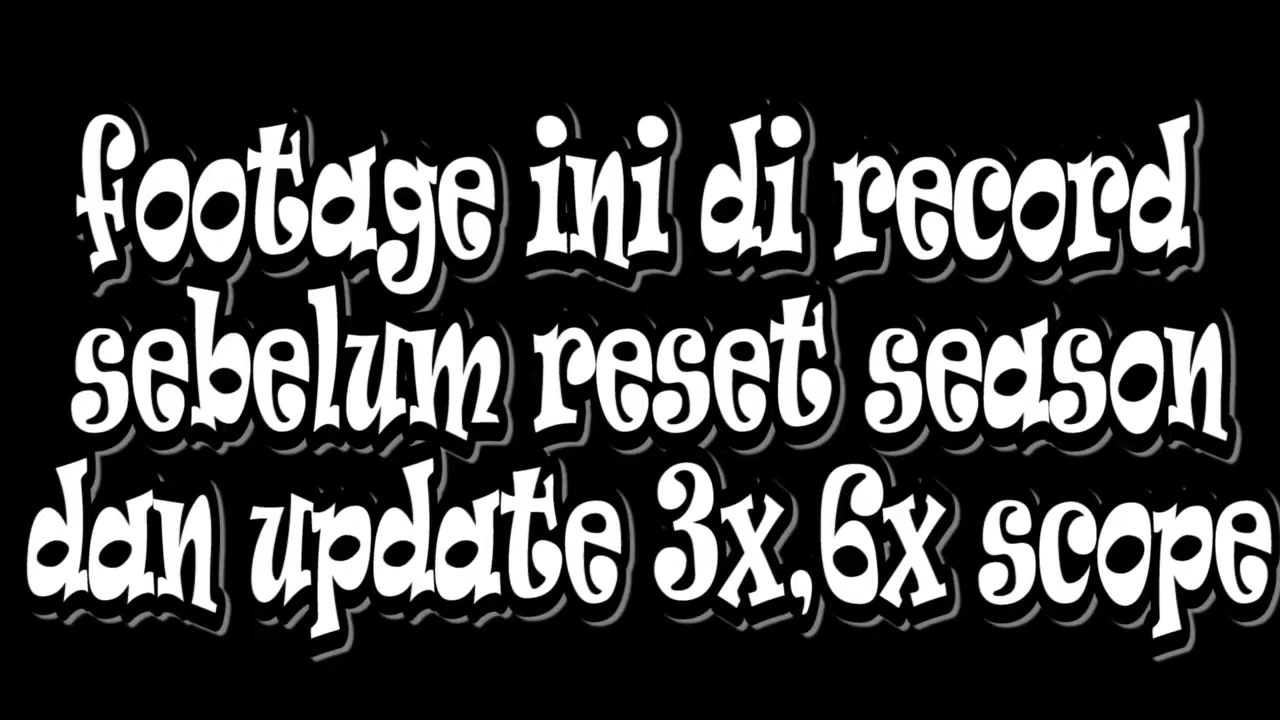 footage ini di record
sebelum reset season
dan update 3x,6x scope